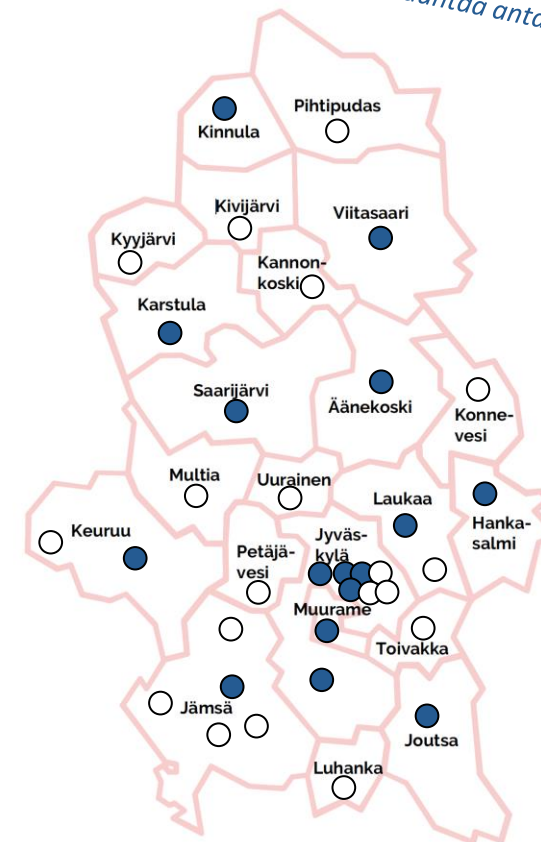 antaa
Pihtipudas
Kinnula
Kivijärvi
Viitasaari
Kyyjärvi
Kannon-
koski
Karstula
Saarijärvi
Äänekoski
Konne-
vesi
Multia
Uurainen
Laukaa
Hanka-
salmi
Keuruu
Jyväs-
kylä
Petäjä-
vesi
Muurame
Toivakka
Jämsä
Joutsa
Luhanka